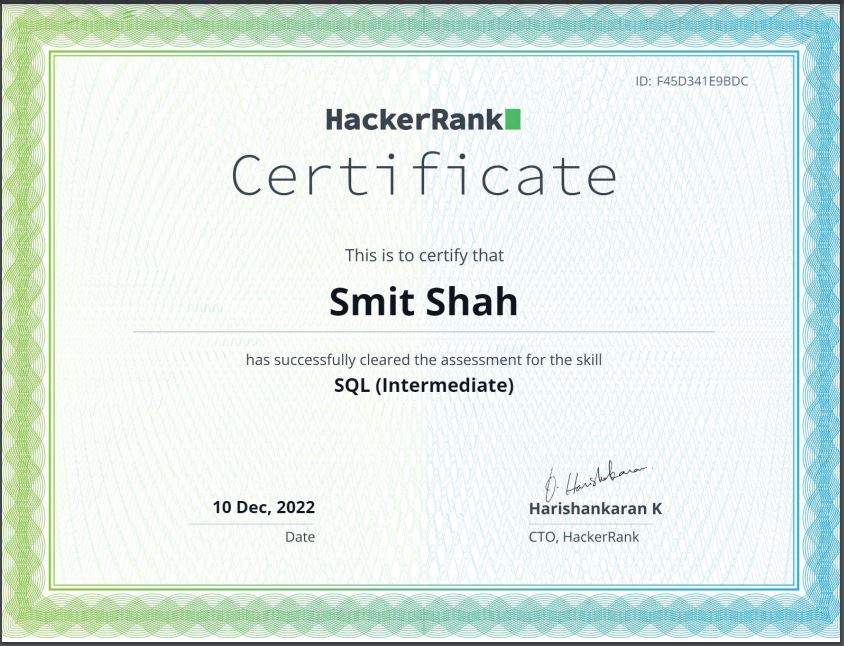 ID: F45D341E9BDC
HackerRank
Certificate
This is to certify that
Smit Shah
has successfully cleared the assessment for the skill
SQL (Intermediate)
D. Harishankaran
10 Dec, 2022
Harishankaran K
Date
CTO, HackerRank